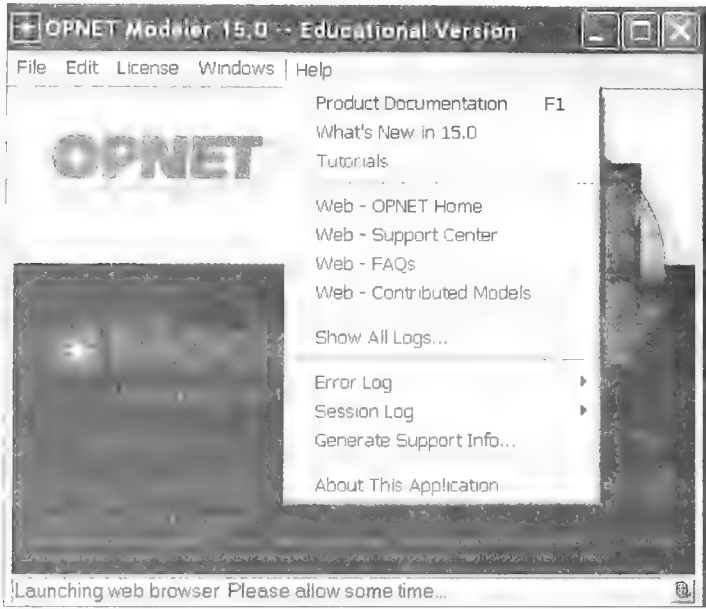 OPNET Modeler 15.0 -- Educational Version
File Edit License Windows Help
OPNET
Product Documentation F1
What's New in 15.0
Tutorials
Web - OPNET Home
Web - Support Center
Web - FAQs
Web - Contributed Models
Show All Logs...
Error Log
Session Log
Generate Support Info...
About This Application
Launching web browser Please allow some time...